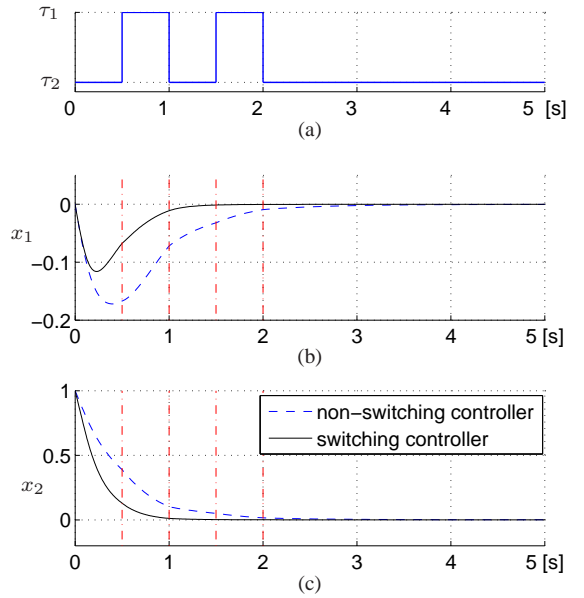 τ1
τ2
0 1 2 3 4 5 [s]
(a)
0
x1
−0.1
−0.2
0 1 2 3 4 5 [s]
(b)
1
non−switching controller
0.5
switching controller
x2
0
0 1 2 3 4 5 [s]
(c)